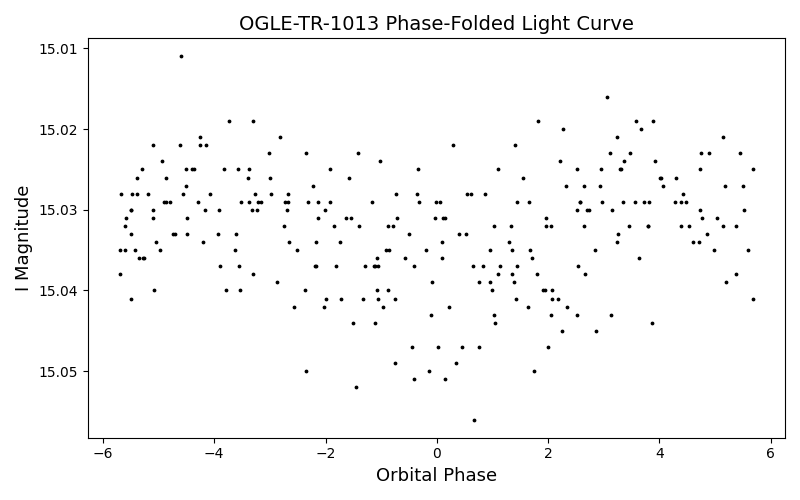 OGLE-TR-1013 Phase-Folded Light Curve
15.01
15.02
15.03
15.04
15.05
I Magnitude
−6 −4 −2 0 2 4 6
Orbital Phase